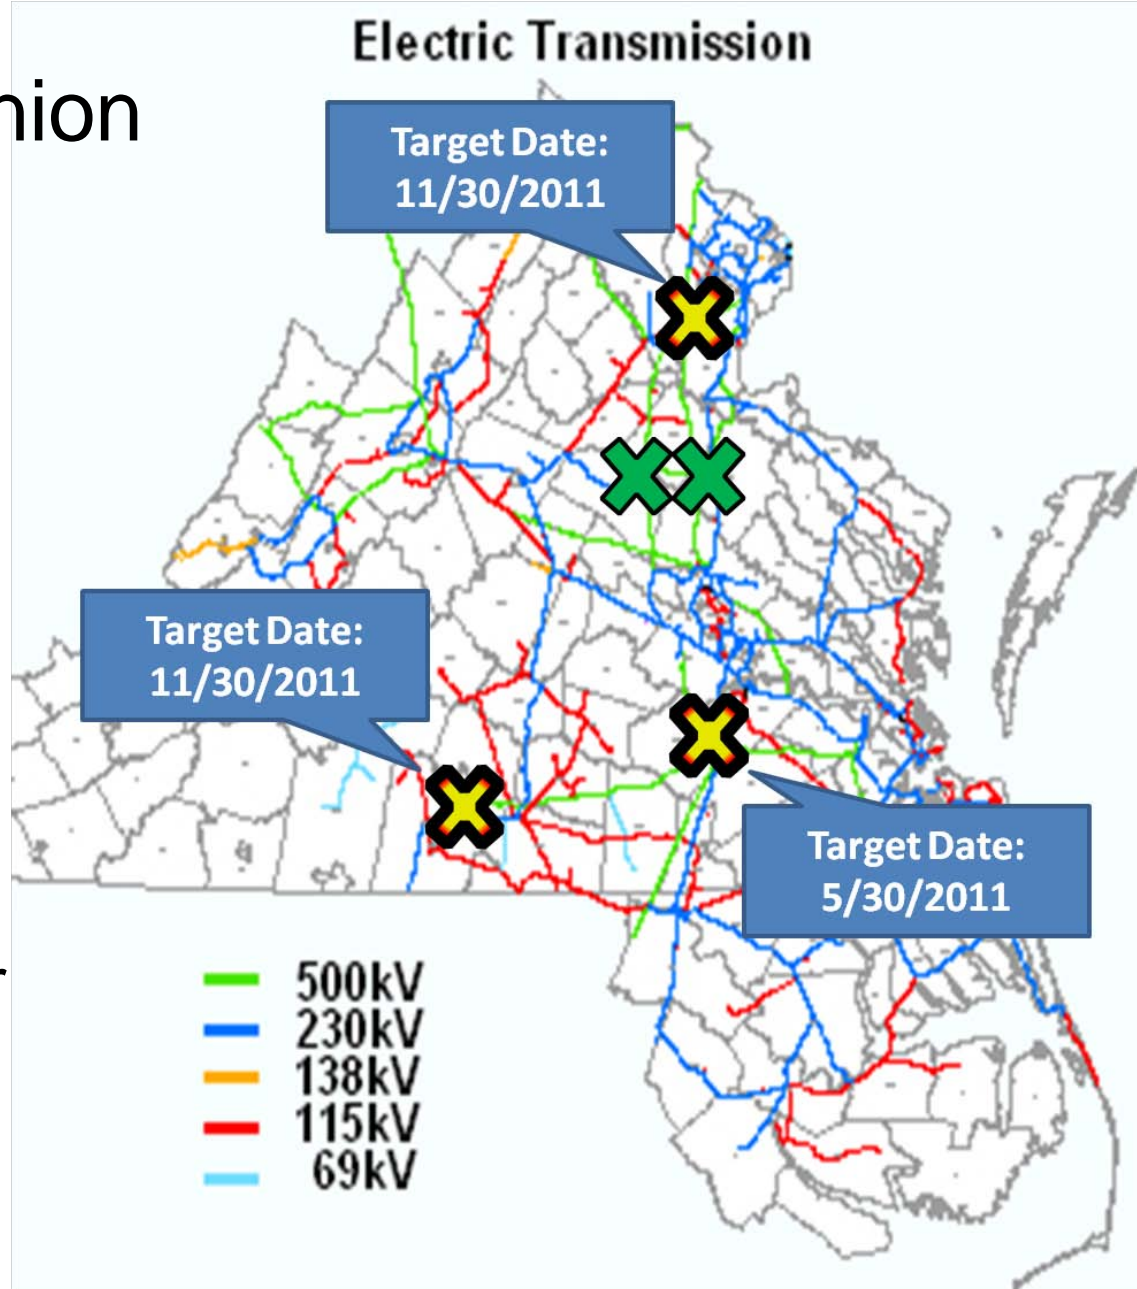 Electric Transmission
nion
Target Date:
11/30/2011
Target Date:
11/30/2011
Target Date:
5/30/2011
500kV
230kV
138kV
115kV
69kV